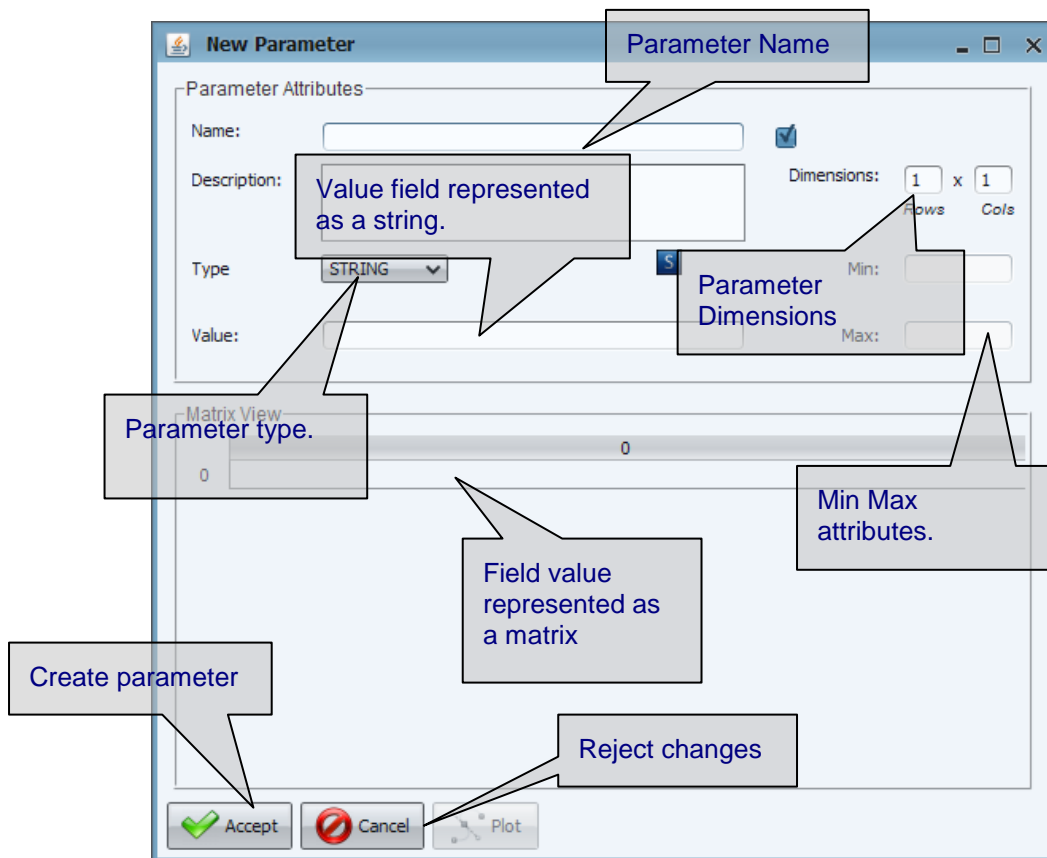 New Parameter
Parameter Name
Parameter Attributes
Name:
Description:
Value field represented
as a string.
Dimensions:
1 x 1
Rows Cols
Type
STRING
S
Min:
Parameter
Dimensions
Value:
Max:
Matrix View
Parameter type.
0
0
Min Max
attributes.
Field value
represented as
a matrix
Create parameter
Reject changes
Accept
Cancel
Plot